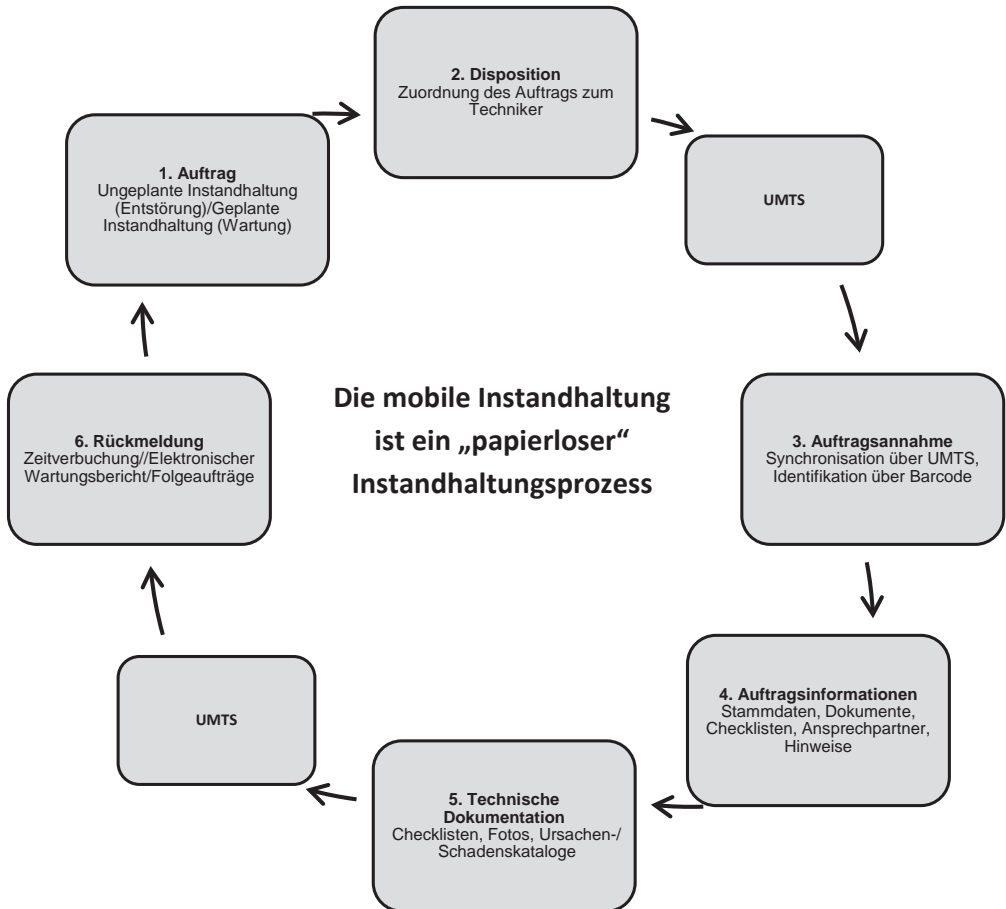 2. Disposition
Zuordnung des Auftrags zum
Techniker
1. Auftrag
Ungeplante Instandhaltung
(Entstörung)/Geplante
Instandhaltung (Wartung)
UMTS
Die mobile Instandhaltung
ist ein „papierloser“
Instandhaltungsprozess
3. Auftragsannahme
Synchronisation über UMTS,
Identifikation über Barcode
4. Auftragsinformationen
Stammdaten, Dokumente,
Checklisten, Ansprechpartner,
Hinweise
5. Technische
Dokumentation
Checklisten, Fotos, Ursachen-/
Schadenskataloge
UMTS
6. Rückmeldung
Zeitverbuchung//Elektronischer
Wartungsbericht/Folgeaufträge